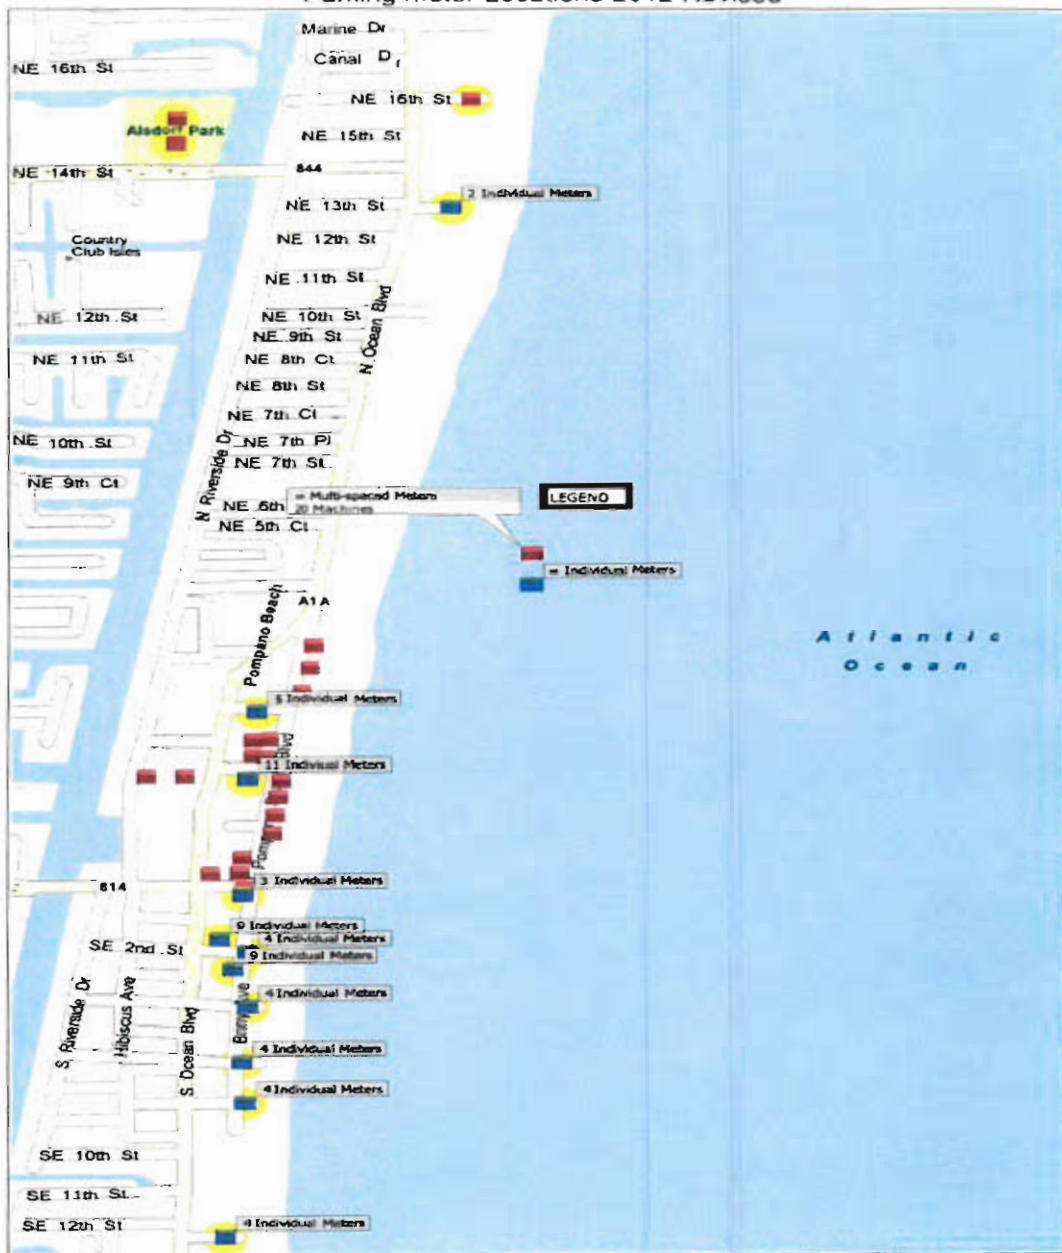 Marine Dr
Canal Dr
NE 16th St
NE 16th St
Alsdorf Park
NE 15th St
844
NE 14th St
2 Individual Meters
NE 13th St
Country
Club Isles
NE 12th St
NE 11th St
NE 12th St
NE 10th St
N Ocean Blvd
NE 9th St
NE 11th St
NE 8th Ct
NE 8th St
NE 7th Ct
NE 10th St
NE 7th Pl
N Riverside Dr
NE 7th St
NE 9th Ct
= Multi-spaced Meters
20 Machines
LEGEND
NE 6th
NE 5th Ct
= Individual Meters
A1A
Pompano Beach
Atlantic
Ocean
5 Individual Meters
Blvd
11 Indivisual Meters
814
3 Individual Meters
9 Individual Meters
4 Individual Meters
SE 2nd St
9 Individual Meters
4 Individual Meters
S Riverside Dr
Hibiscus Ave
S Ocean Blvd
Briny Ave
4 Individual Meters
4 Individual Meters
SE 10th St
SE 11th St
SE 12th St
4 Individual Meters